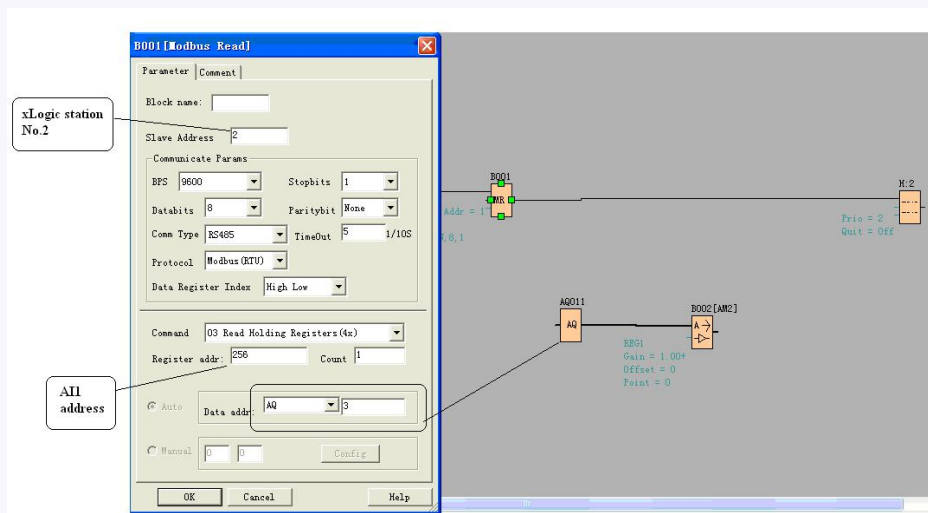 B001[Modbus Read]
Parameter
Comment
Block name:
Slave Address 2
Communicate Params
BPS 9600 Stopbits 1
Databits 8 Paritybit None
Comm Type RS485 TimeOut 5 1/10S
Protocol Modbus(RTU)
Data Register Index High Low
Command 03 Read Holding Registers(4x)
Register addr: 256 Count 1
Auto Data addr: AQ 3
Manual 0 0 Config
OK Cancel Help
xLogic station
No.2
AI1
address
B001
MR
Addr = 1
,8,1
M:2
Prio = 2
Quit = Off
AQ011
AQ
B002[AM2]
A→
REG1
Gain = 1.00+
Offset = 0
Point = 0